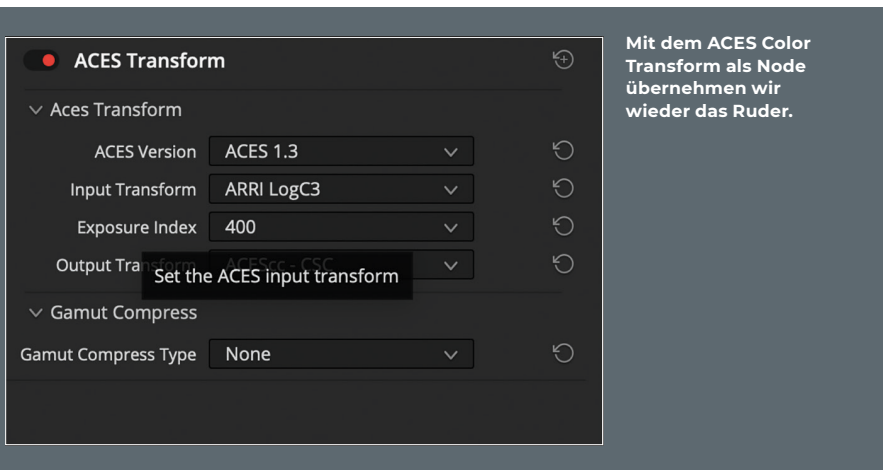 ACES Transform
Aces Transform
ACES Version ACES 1.3
Input Transform ARRI LogC3
Exposure Index 400
Output Transform ACEScc - CSC
Set the ACES input transform
Gamut Compress
Gamut Compress Type None
Mit dem ACES Color
Transform als Node
übernehmen wir
wieder das Ruder.